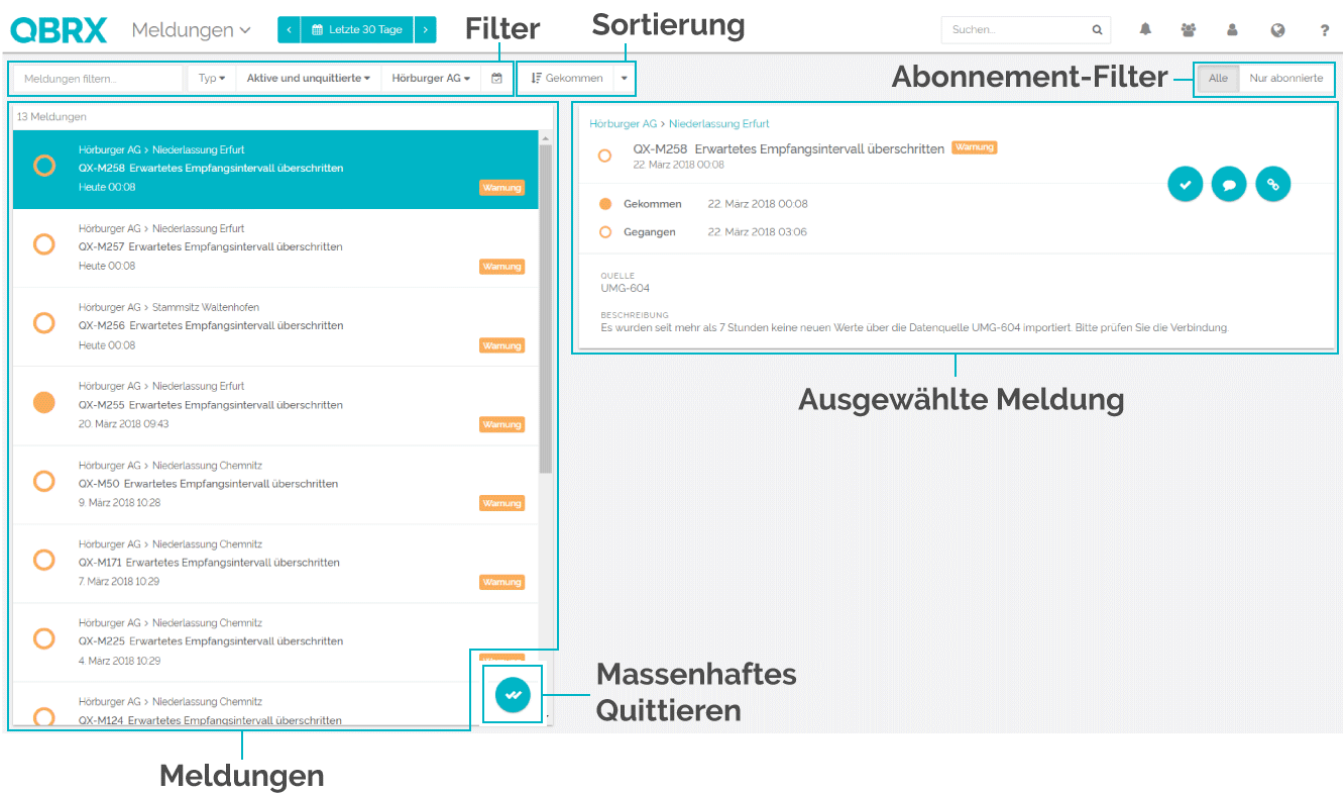 QBRX
Meldungen
Letzte 30 Tage
Filter
Sortierung
Suchen...
?
Meldungen filtern...
Typ
Aktive und unquittierte
Hörburger AG
Gekommen
Abonnement-Filter
Alle
Nur abonnierte
13 Meldungen
Hörburger AG > Niederlassung Erfurt
QX-M258 Erwartetes Empfangsintervall überschritten
Heute 00:08
Warnung
Hörburger AG > Niederlassung Erfurt
QX-M257 Erwartetes Empfangsintervall überschritten
Heute 00:08
Warnung
Hörburger AG > Stammsitz Waltenhofen
QX-M256 Erwartetes Empfangsintervall überschritten
Heute 00:08
Warnung
Hörburger AG > Niederlassung Erfurt
QX-M255 Erwartetes Empfangsintervall überschritten
20. März 2018 09:43
Warnung
Hörburger AG > Niederlassung Chemnitz
QX-M50 Erwartetes Empfangsintervall überschritten
9. März 2018 10:28
Warnung
Hörburger AG > Niederlassung Chemnitz
QX-M171 Erwartetes Empfangsintervall überschritten
7. März 2018 10:29
Warnung
Hörburger AG > Niederlassung Chemnitz
QX-M225 Erwartetes Empfangsintervall überschritten
4. März 2018 10:29
Hörburger AG > Niederlassung Chemnitz
QX-M124 Erwartetes Empfangsintervall überschritten
Hörburger AG > Niederlassung Erfurt
QX-M258 Erwartetes Empfangsintervall überschritten Warnung
22. März 2018 00:08
Gekommen 22. März 2018 00:08
Gegangen 22. März 2018 03:06
QUELLE
UMG-604
BESCHREIBUNG
Es wurden seit mehr als 7 Stunden keine neuen Werte über die Datenquelle UMG-604 importiert. Bitte prüfen Sie die Verbindung.
Ausgewählte Meldung
Massenhaftes
Quittieren
Meldungen